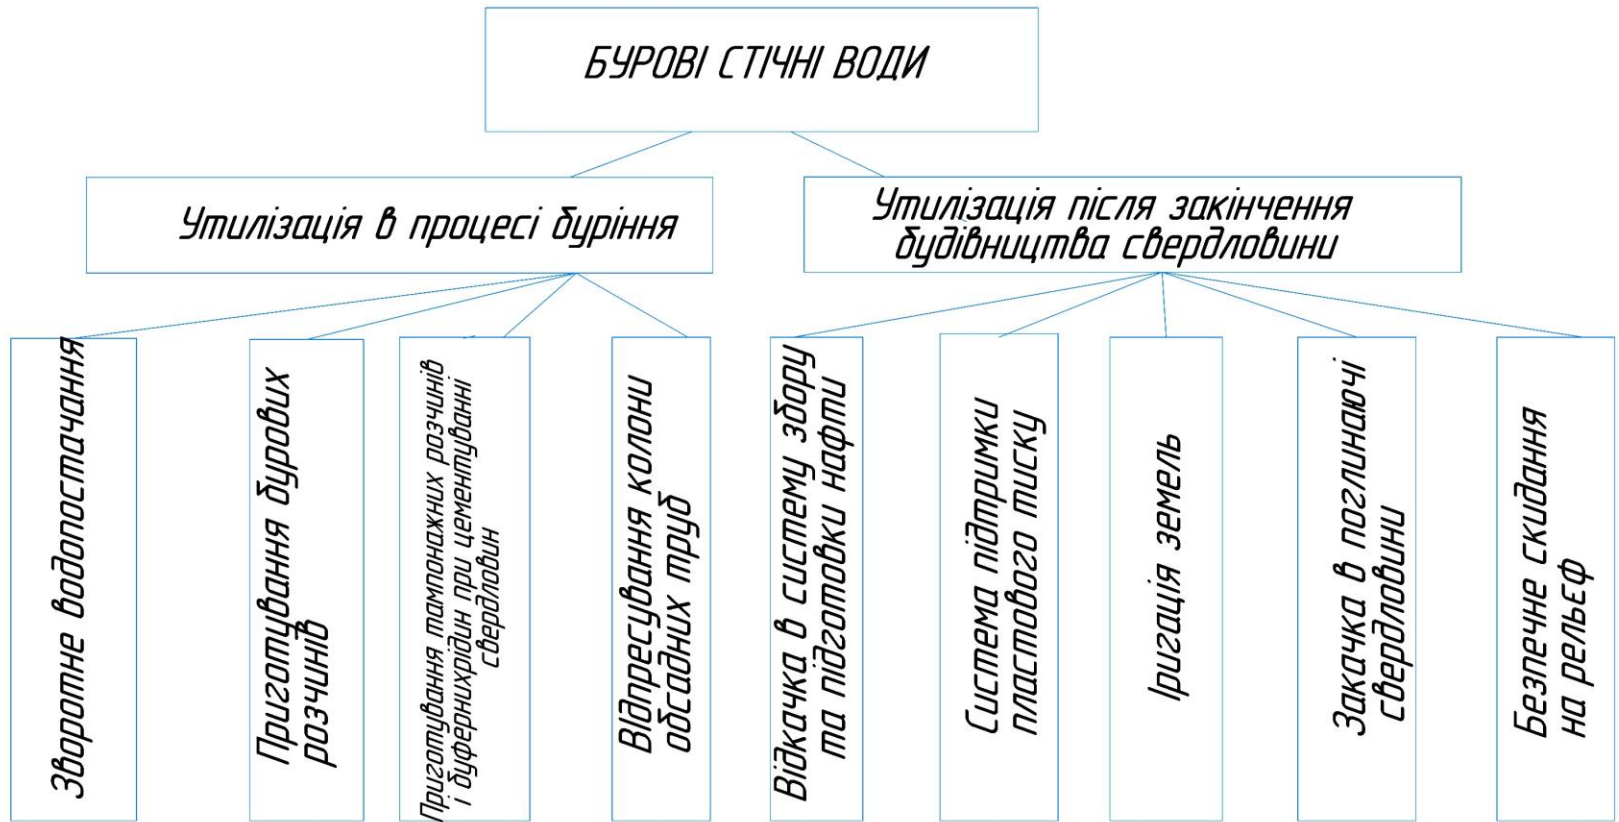 БУРОВІ СТІЧНІ ВОДИ
Утилізація в процесі буріння
Утилізація після закінчення
будівництва свердловини
Зворотне водопостачання
Приготування бурових
розчинів
Приготування тампонажних розчинів
і буфернихрідин при цементуванні
свердловин
Відпресування колони
обсадних труб
Відкачка в систему збору
та підготовки нафти
Система підтримки
пластового тиску
Іригація земель
Закачка в поглинаючі
свердловини
Безпечне скидання
на рельєф